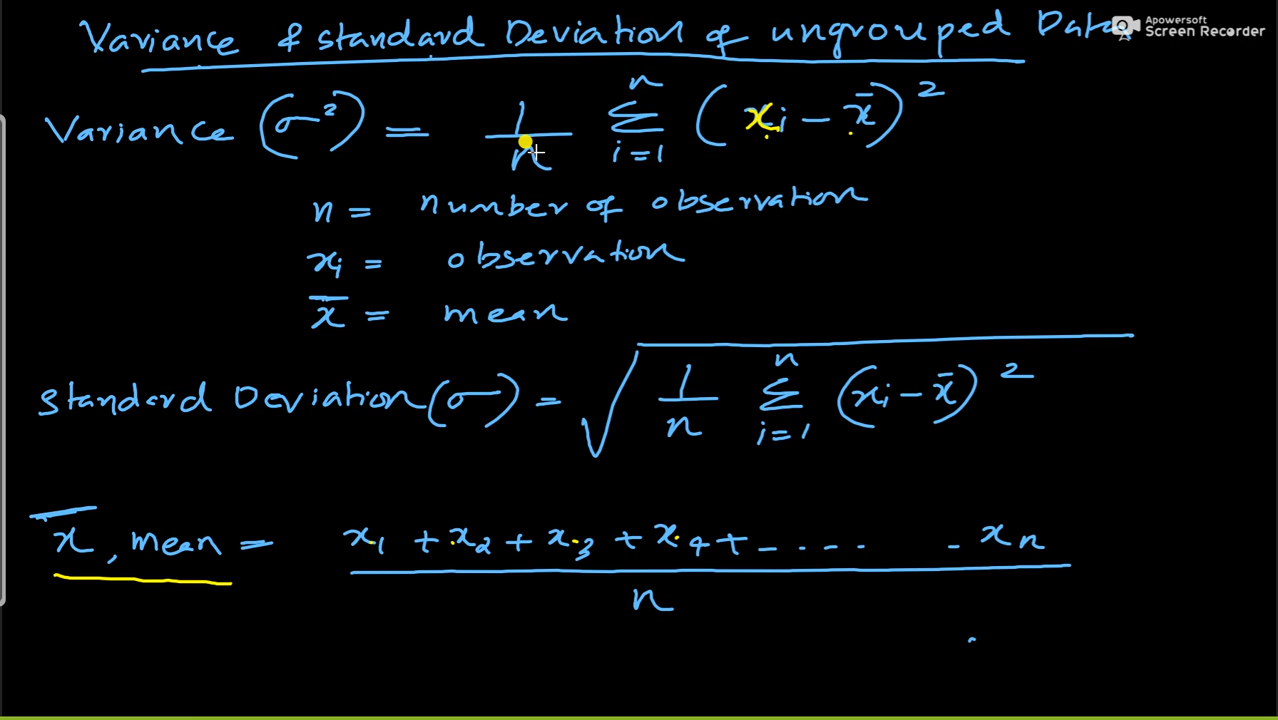 Variance & standard Deviation of ungrouped Data
Apowersoft
Screen Recorder
Variance (σ²) = 1/n Σ_{i=1}^{n} (xi - x̄)²
n = number of observation
xi = observation
x̄ = mean
Standard Deviation (σ) = √(1/n Σ_{i=1}^{n} (xi - x̄)²)
x̄, mean = (x1 + x2 + x3 + x4 + - . . . . - xn)/n